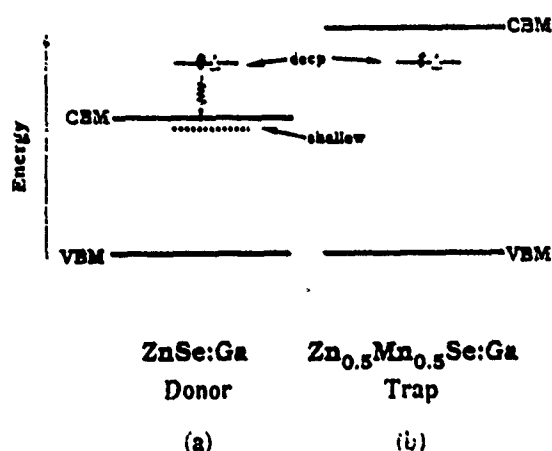 CBM
deep
CBM
shallow
Energy
VBM
VBM
ZnSe:Ga
Zn0.5Mn0.5Se:Ga
Donor
Trap
(a)
(b)